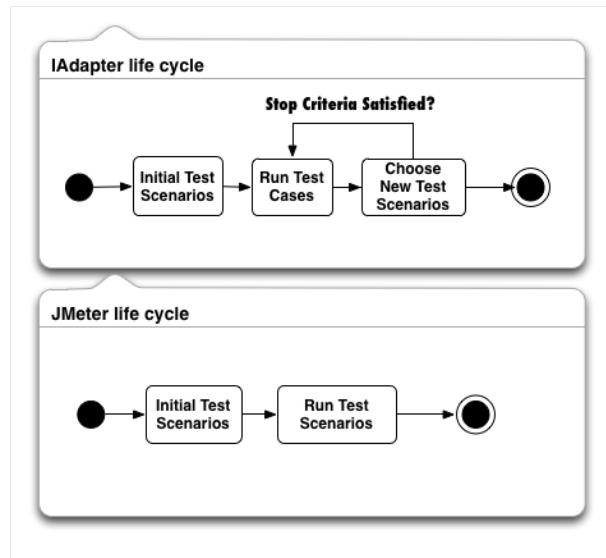 IAdapter life cycle
Stop Criteria Satisfied?
Initial Test
Scenarios
Run Test
Cases
Choose
New Test
Scenarios
JMeter life cycle
Initial Test
Scenarios
Run Test
Scenarios